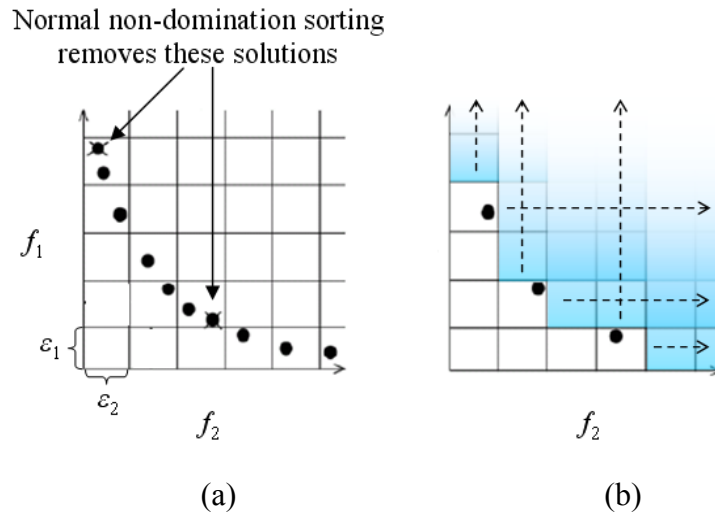 Normal non-domination sorting
removes these solutions
f₁
ε₁
ε₂
f₂
f₂
(a)
(b)